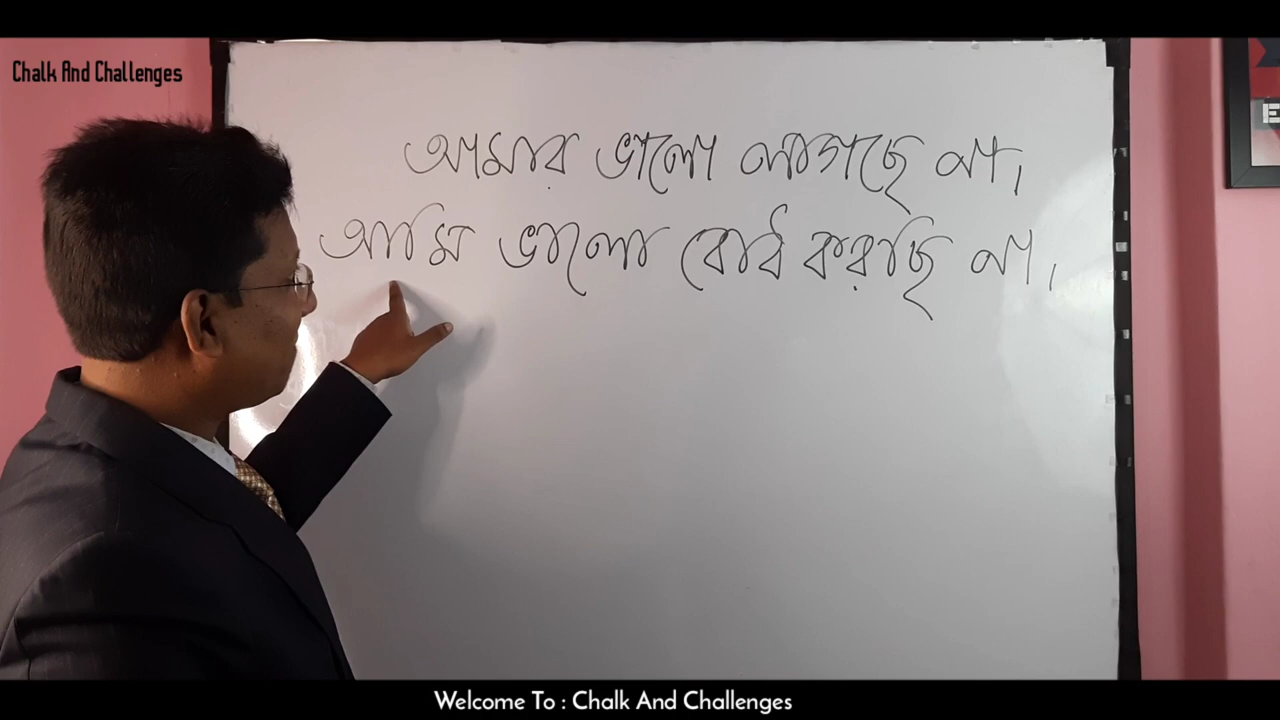 Chalk And Challenges
আমার ভালো লাগছে না।
আমি ভালো বোধ করছি না।
Welcome To : Chalk And Challenges